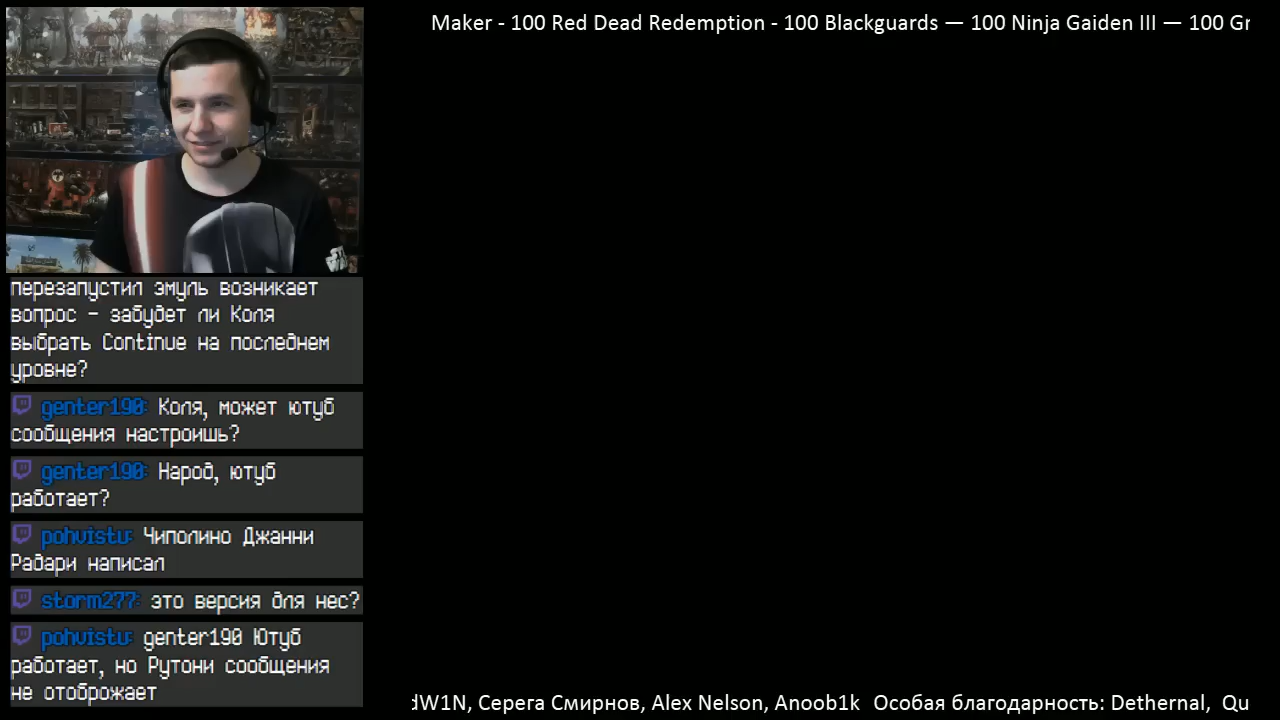 Maker - 100 Red Dead Redemption - 100 Blackguards — 100 Ninja Gaiden III — 100 Gr
перезапустил эмуль возникает
вопрос - забудет ли Коля
выбрать Continue на последнем
уровне?
genter190: Коля, может ютуб
сообщения настроишь?
genter190: Народ, ютуб
работает?
pohvistu: Чиполино Джанни
Радари написал
storm277: это версия для нес?
pohvistu: genter190 Ютуб
работает, но Рутони сообщения
не отоброжает
dW1N, Серега Смирнов, Alex Nelson, Anoob1k Особая благодарность: Dethernal, Qu